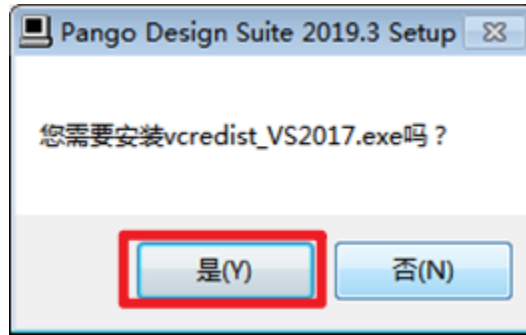 Pango Design Suite 2019.3 Setup
您需要安装vcredist_VS2017.exe吗？
是(Y)
否(N)